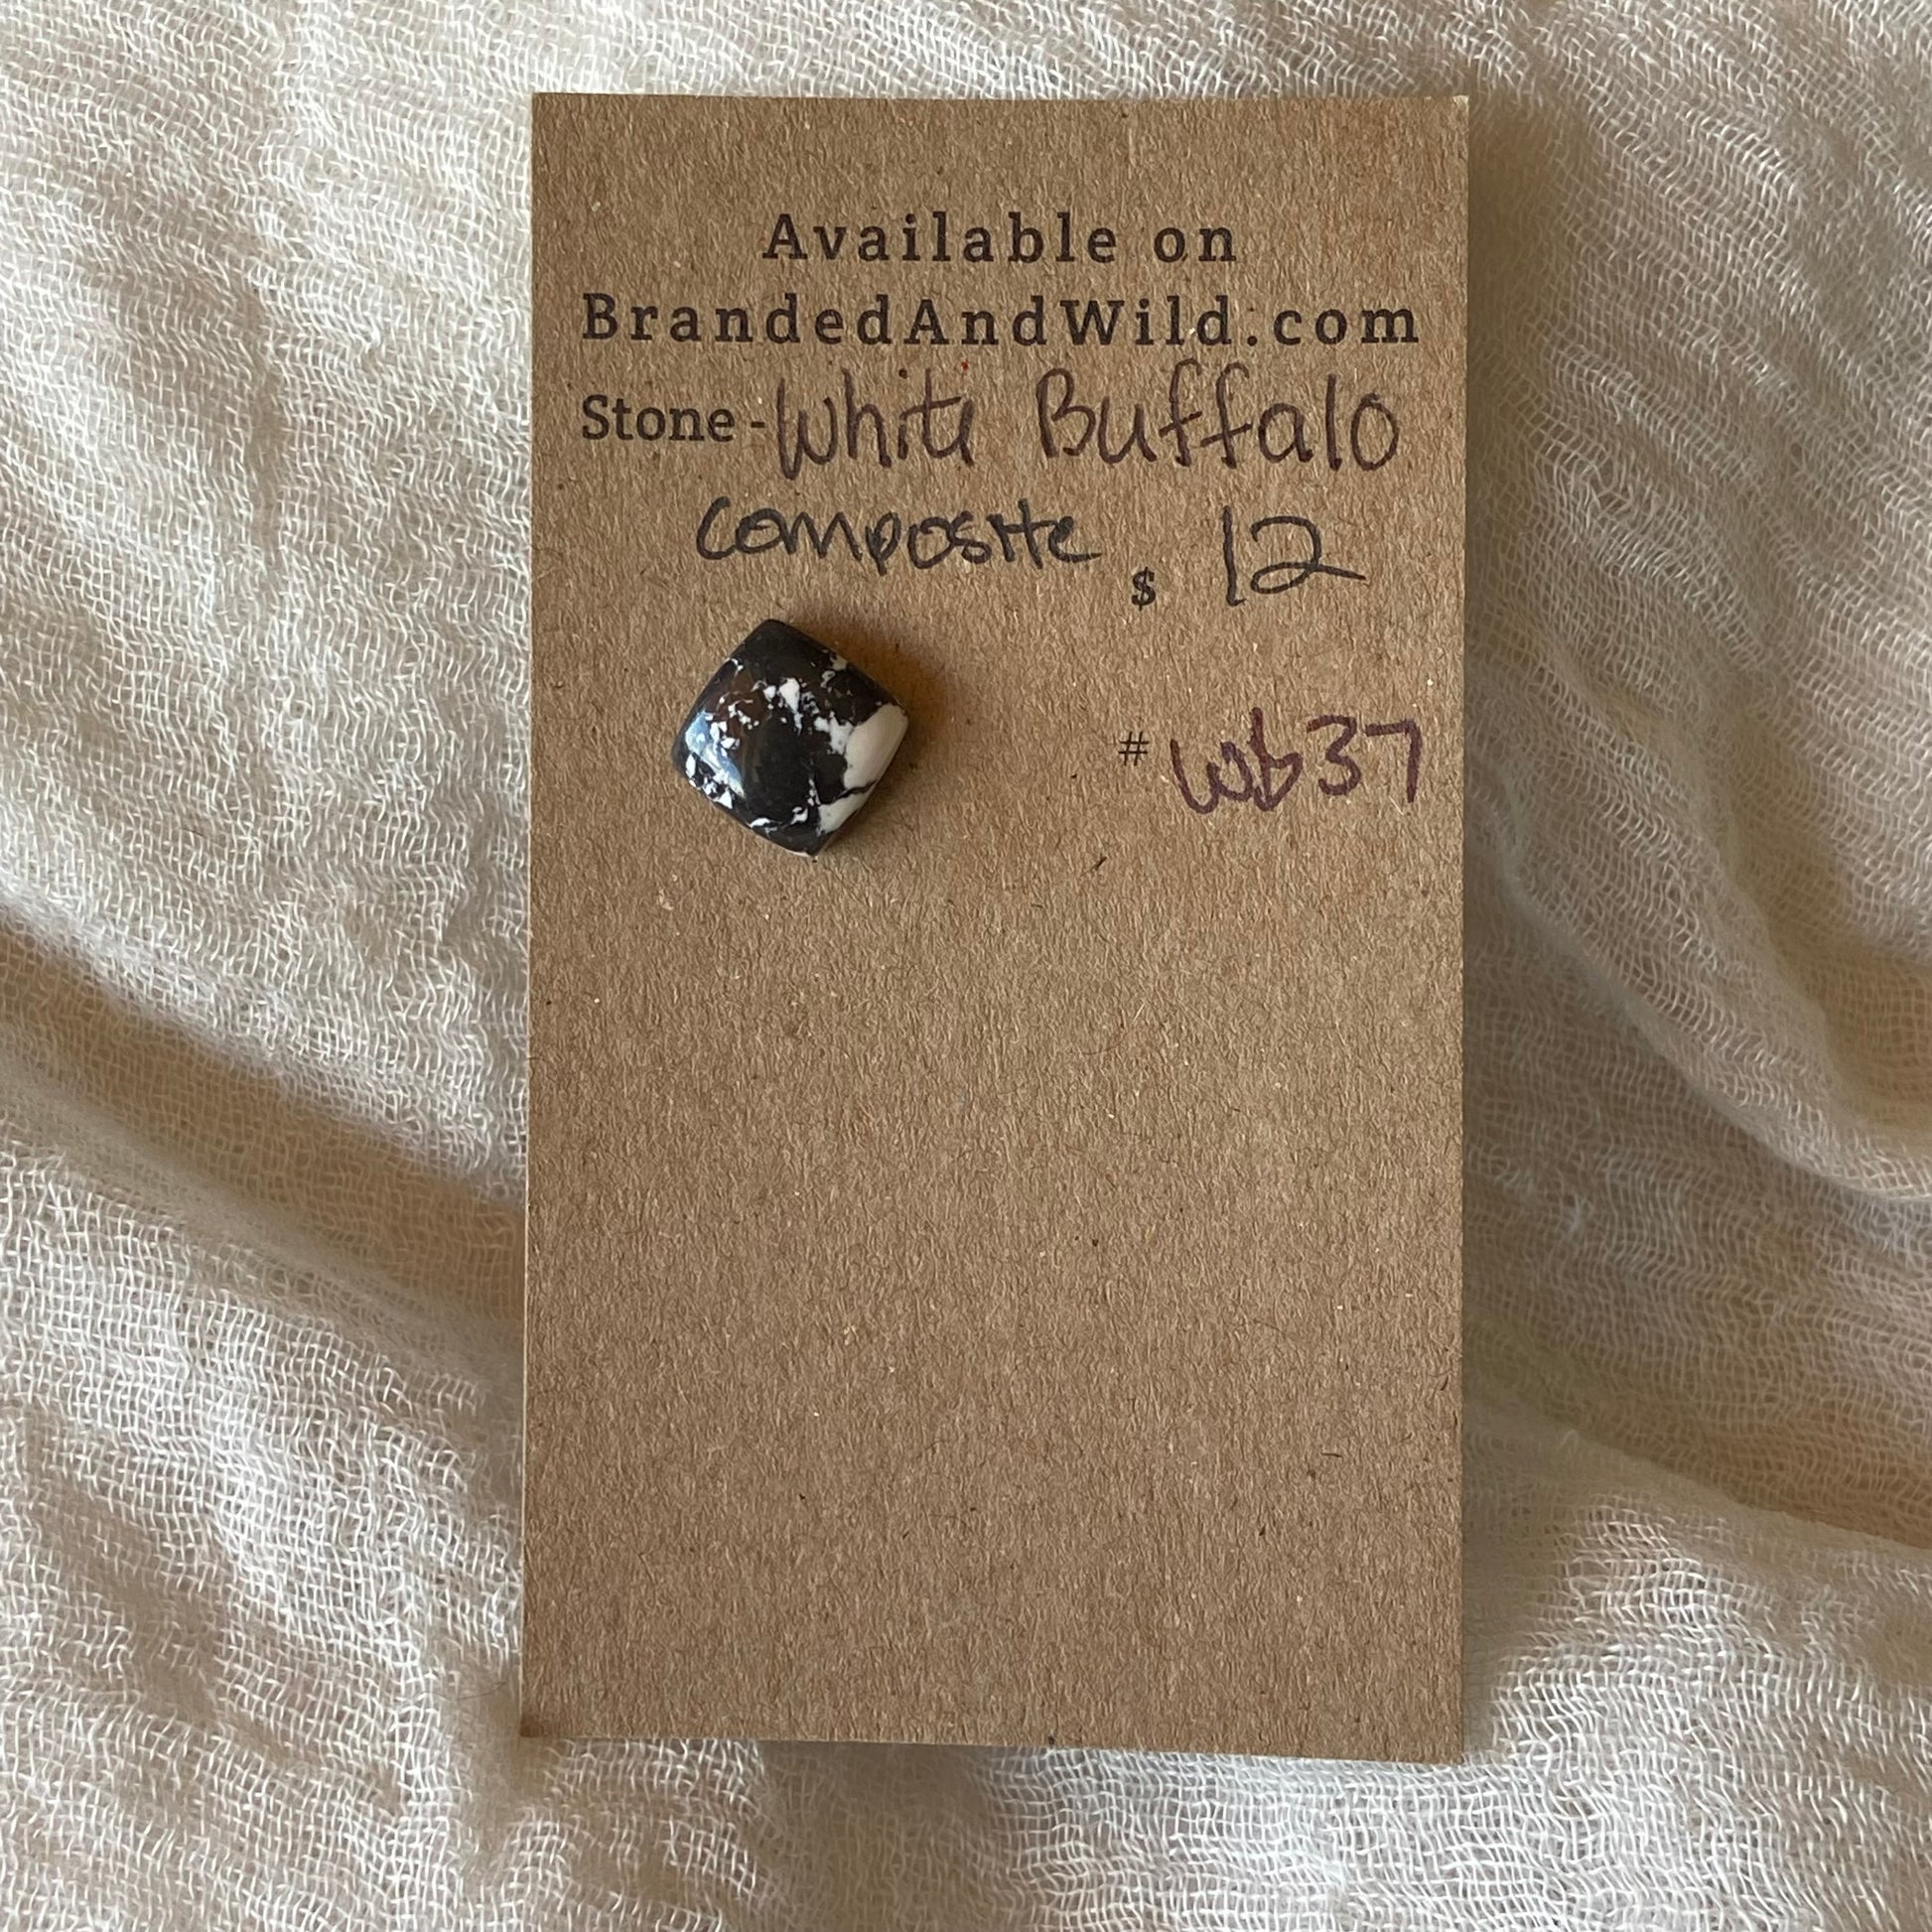 Available on
BrandedAndWild.com
Stone - White Buffalo
composite $ 12
# wb37